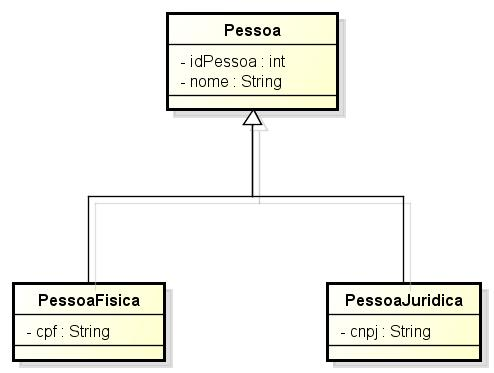 Pessoa
- idPessoa : int
- nome : String
PessoaFisica
- cpf : String
PessoaJuridica
- cnpj : String